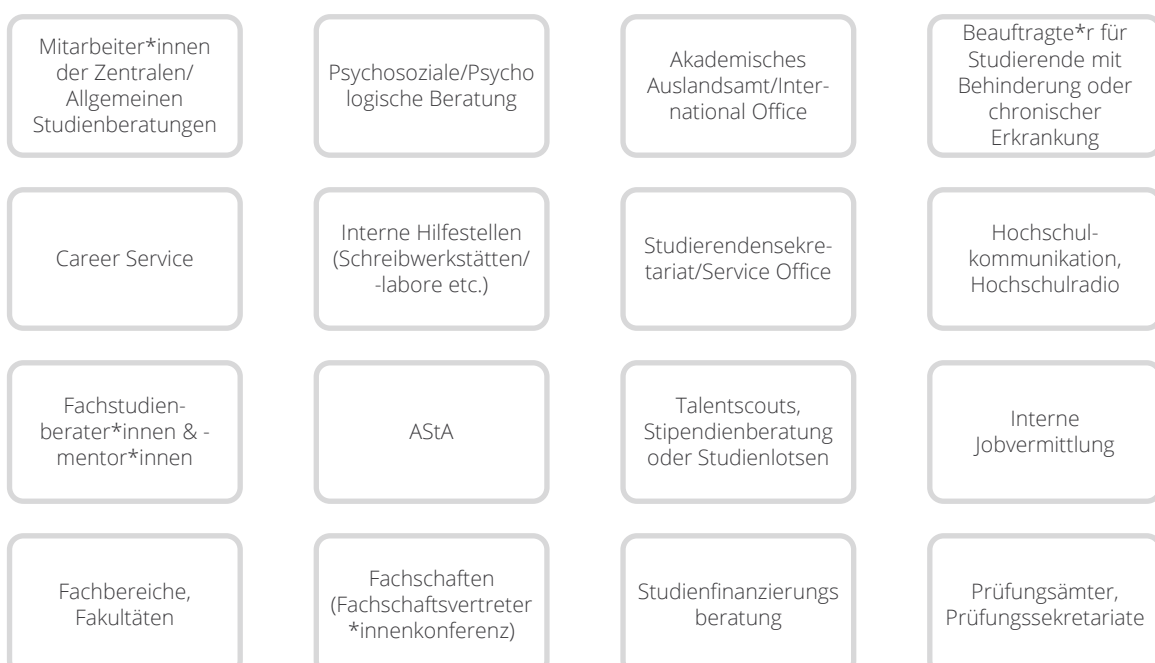 Mitarbeiter*innen
der Zentralen/
Allgemeinen
Studienberatungen
Psychosoziale/Psycho
logische Beratung
Akademisches
Auslandsamt/Inter-
national Office
Beauftragte*r für
Studierende mit
Behinderung oder
chronischer
Erkrankung
Career Service
Interne Hilfestellen
(Schreibwerkstätten/
-labore etc.)
Studierendensekre-
tariat/Service Office
Hochschul-
kommunikation,
Hochschulradio
Fachstudien-
berater*innen & -
mentor*innen
AStA
Talentscouts,
Stipendienberatung
oder Studienlotsen
Interne
Jobvermittlung
Fachbereiche,
Fakultäten
Fachschaften
(Fachschaftsvertreter
*innenkonferenz)
Studienfinanzierungs
beratung
Prüfungsämter,
Prüfungssekretariate